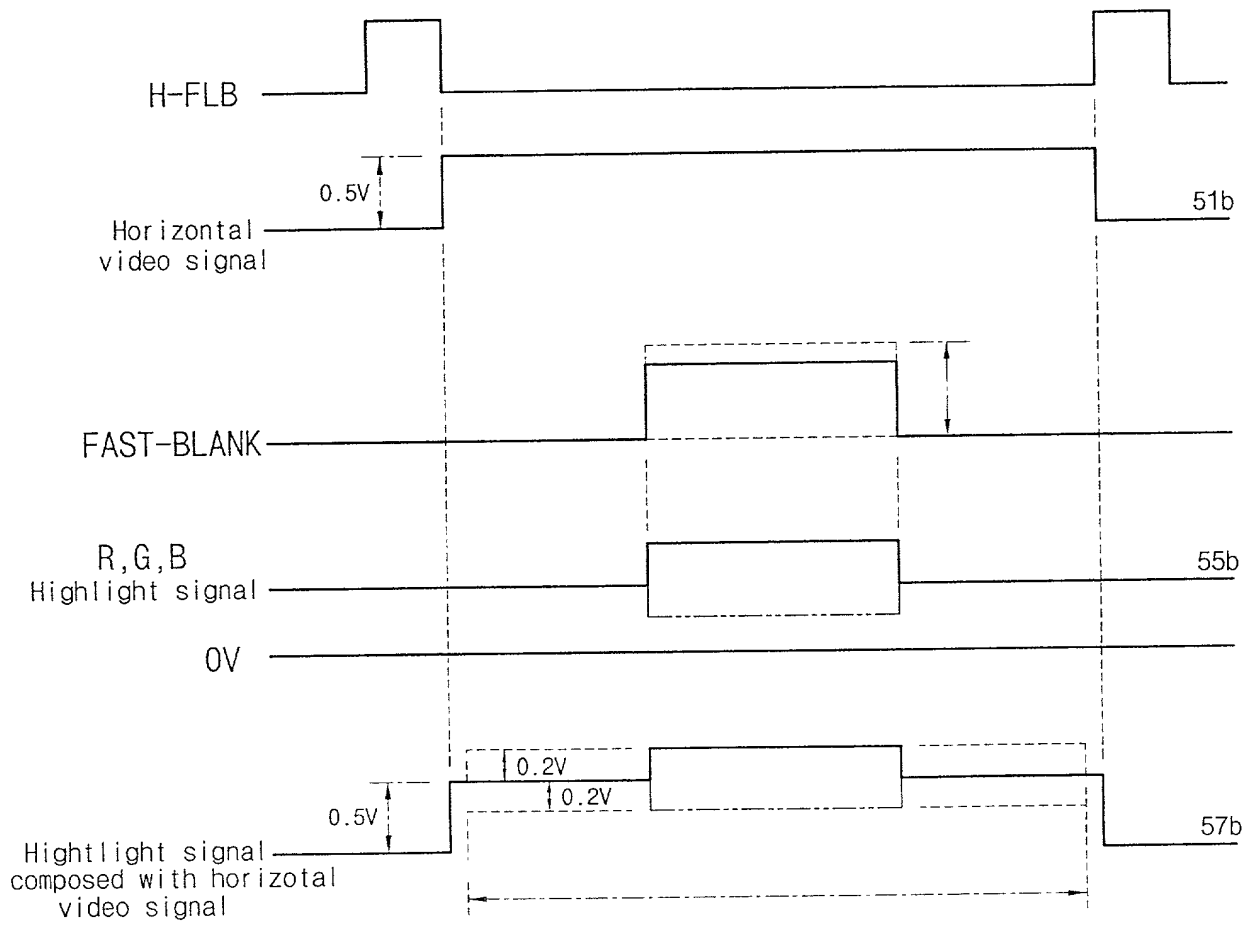 H-FLB
0.5V
51b
Horizontal
video signal
FAST-BLANK
R,G,B
Highlight signal
55b
0V
0.2V
0.2V
0.5V
57b
Hightlight signal
composed with horizotal
video signal